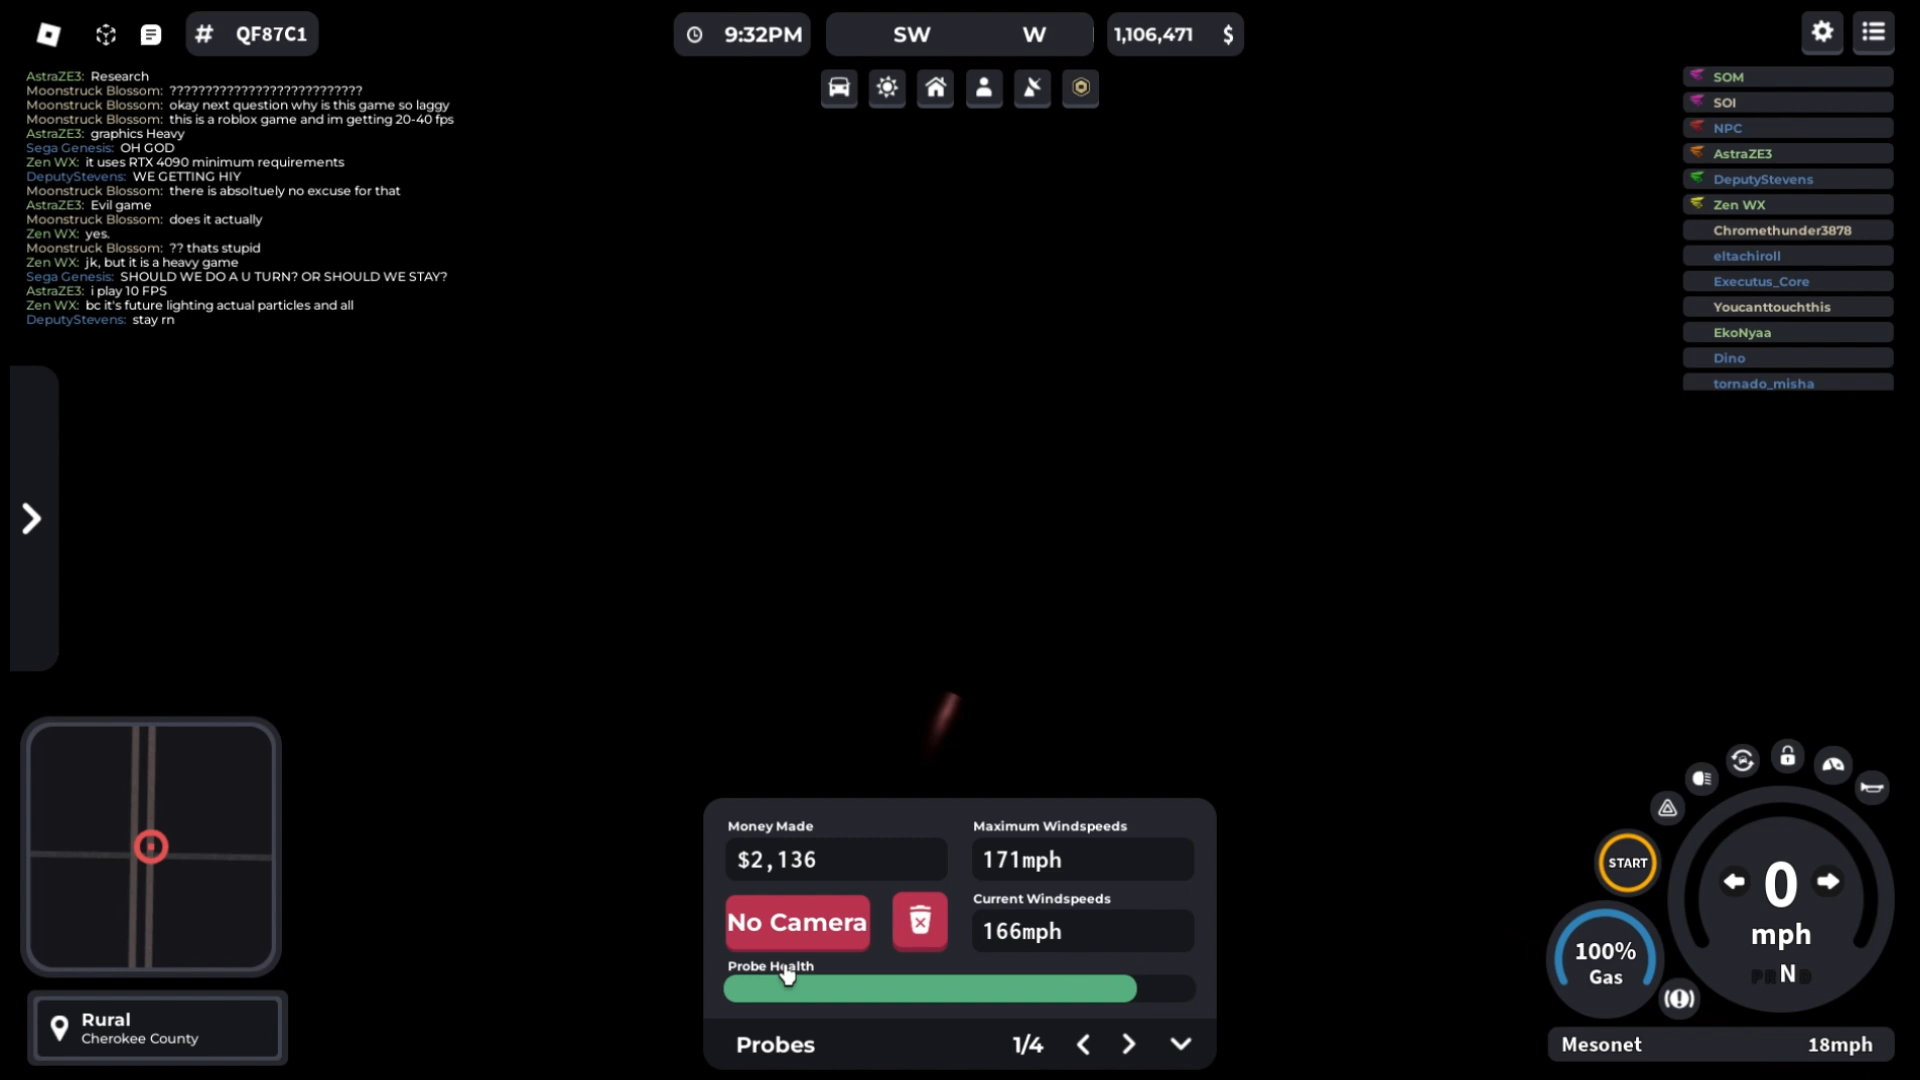 # QF87C1
9:32PM
SW W
1,106,471 $
AstraZE3: Research
Moonstruck Blossom: ???????????????????????????
Moonstruck Blossom: okay next question why is this game so laggy
Moonstruck Blossom: this is a roblox game and im getting 20-40 fps
AstraZE3: graphics Heavy
Sega Genesis: OH GOD
Zen WX: it uses RTX 4090 minimum requirements
DeputyStevens: WE GETTING HIY
Moonstruck Blossom: there is absoltuely no excuse for that
AstraZE3: Evil game
Moonstruck Blossom: does it actually
Zen WX: yes.
Moonstruck Blossom: ?? thats stupid
Zen WX: jk, but it is a heavy game
Sega Genesis: SHOULD WE DO A U TURN? OR SHOULD WE STAY?
AstraZE3: i play 10 FPS
Zen WX: bc it's future lighting actual particles and all
DeputyStevens: stay rn
SOM
SOI
NPC
AstraZE3
DeputyStevens
Zen WX
Chromethunder3878
eltachiroll
Executus_Core
Youcanttouchthis
EkoNyaa
Dino
tornado_misha
Rural
Cherokee County
Money Made
$2,136
Maximum Windspeeds
171mph
No Camera
Current Windspeeds
166mph
Probe Health
Probes 1/4
START
0
mph
PRND
100%
Gas
Mesonet 18mph